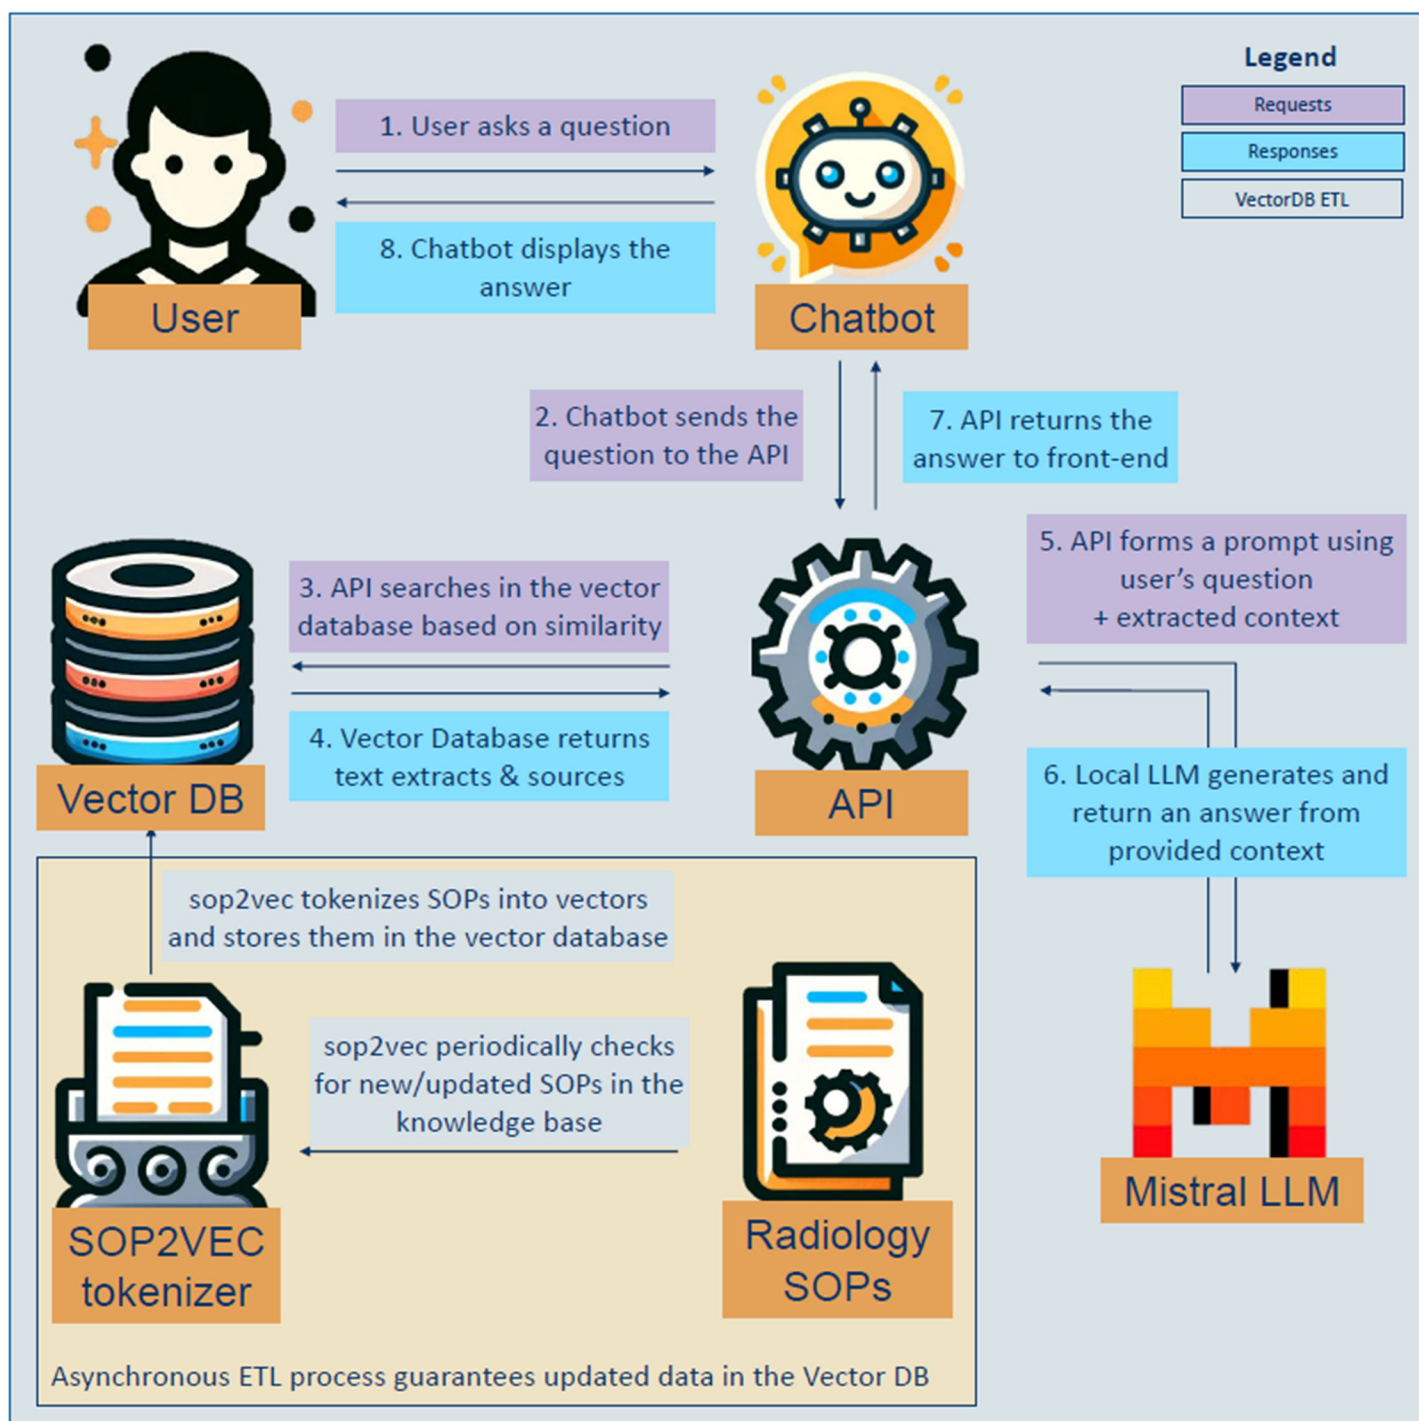 Legend
Requests
Responses
VectorDB ETL
1. User asks a question
8. Chatbot displays the
answer
User
Chatbot
2. Chatbot sends the
question to the API
7. API returns the
answer to front-end
3. API searches in the vector
database based on similarity
4. Vector Database returns
text extracts & sources
5. API forms a prompt using
user’s question
+ extracted context
6. Local LLM generates and
return an answer from
provided context
Vector DB
API
sop2vec tokenizes SOPs into vectors
and stores them in the vector database
sop2vec periodically checks
for new/updated SOPs in the
knowledge base
SOP2VEC
tokenizer
Radiology
SOPs
Mistral LLM
Asynchronous ETL process guarantees updated data in the Vector DB